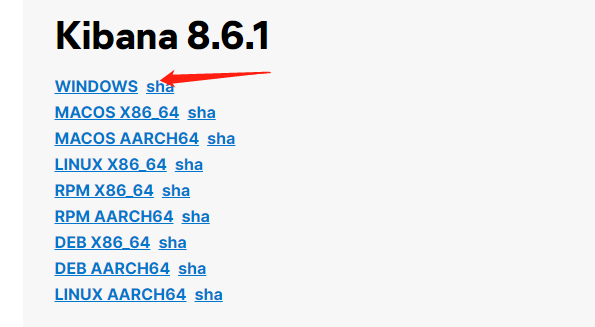 Kibana 8.6.1
WINDOWS sha
MACOS X86_64 sha
MACOS AARCH64 sha
LINUX X86_64 sha
RPM X86_64 sha
RPM AARCH64 sha
DEB X86_64 sha
DEB AARCH64 sha
LINUX AARCH64 sha